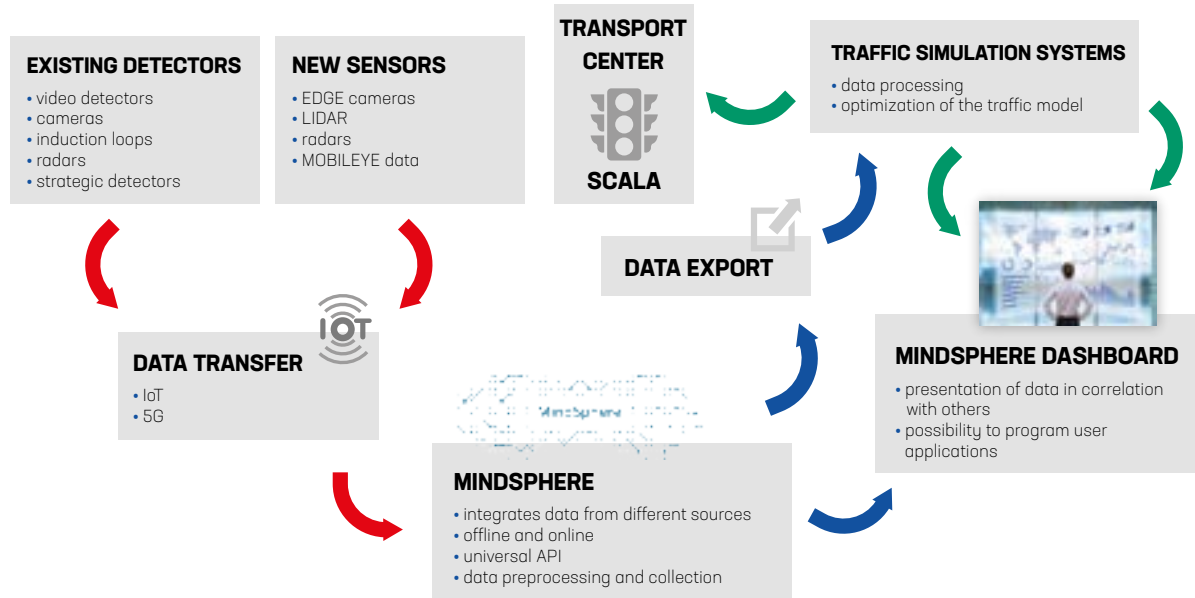 EXISTING DETECTORS
• video detectors
• cameras
• induction loops
• radars
• strategic detectors
NEW SENSORS
• EDGE cameras
• LIDAR
• radars
• MOBILEYE data
TRANSPORT
CENTER
SCALA
TRAFFIC SIMULATION SYSTEMS
• data processing
• optimization of the traffic model
DATA EXPORT
IOT
DATA TRANSFER
• IoT
• 5G
MindSphere
MINDSPHERE
• integrates data from different sources
• offline and online
• universal API
• data preprocessing and collection
MINDSPHERE DASHBOARD
• presentation of data in correlation
with others
• possibility to program user
applications